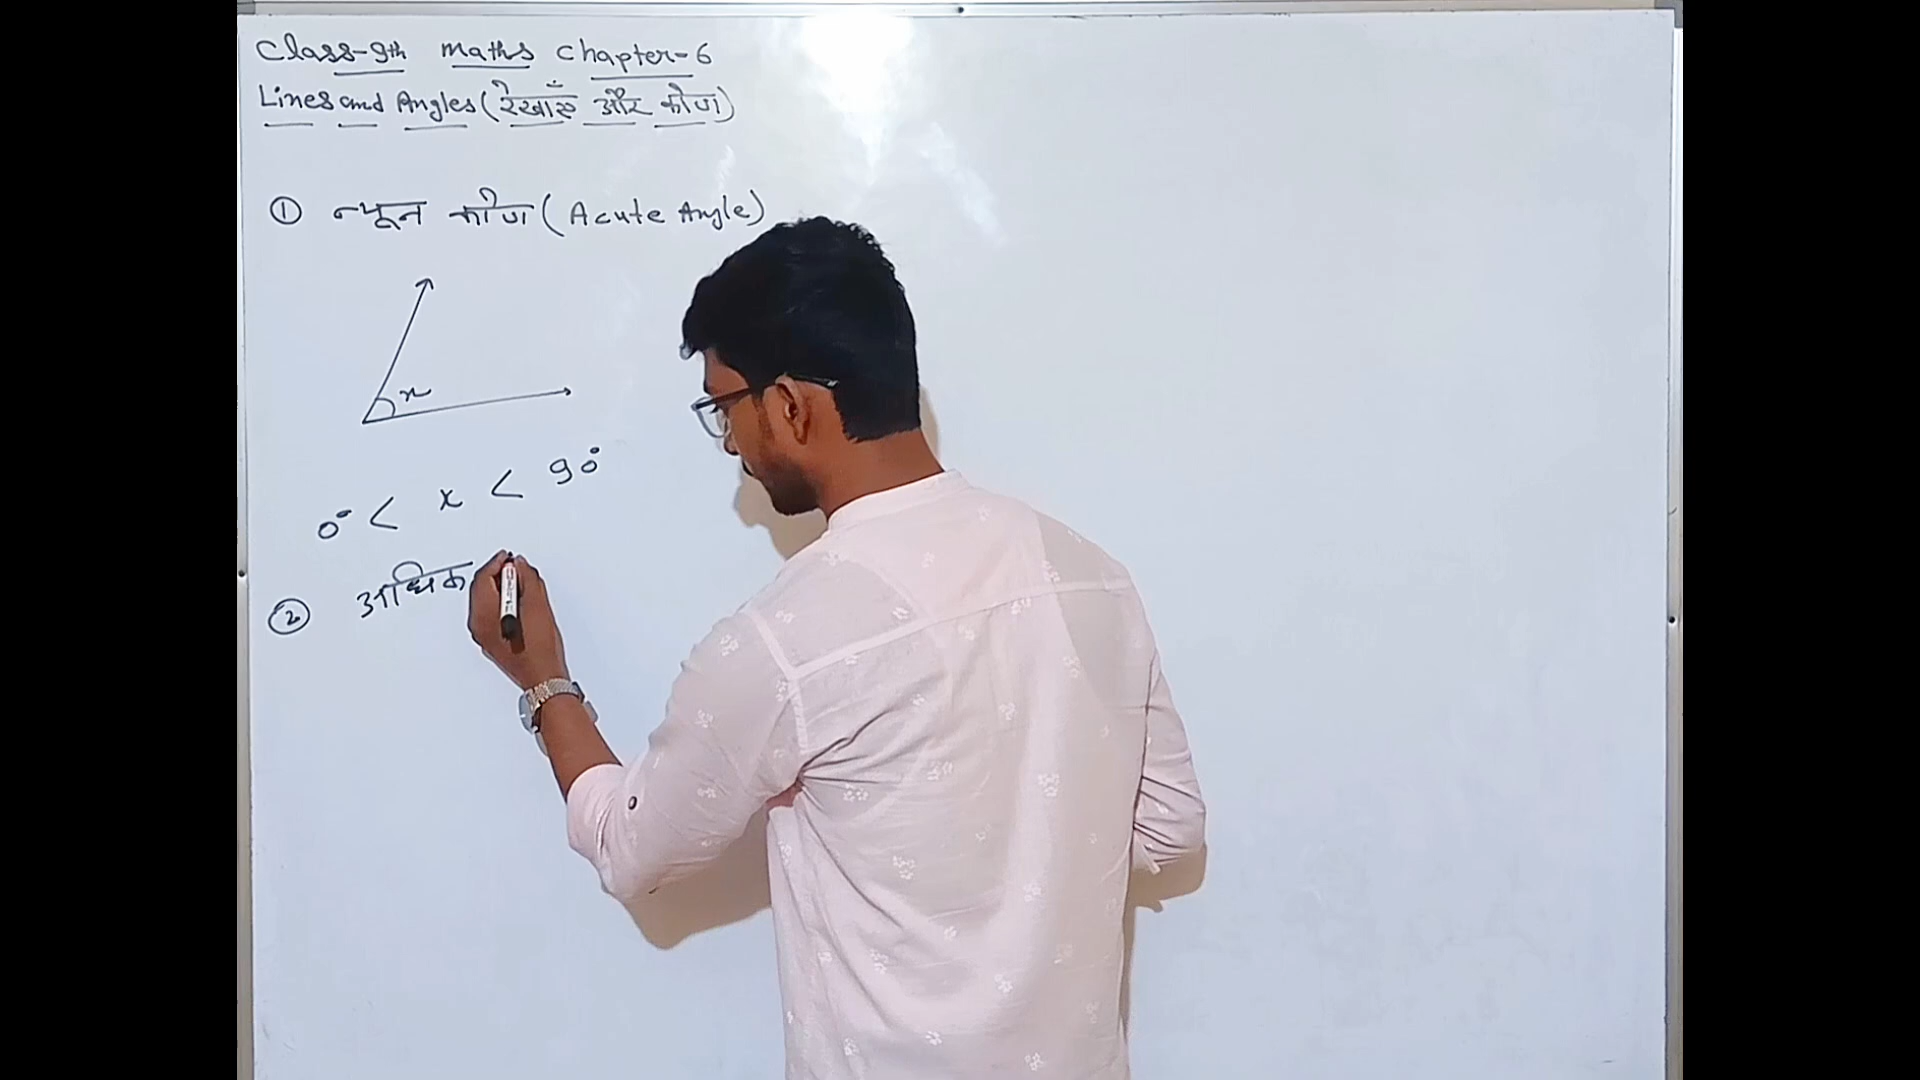 Class-9th Maths Chapter-6
Lines and Angles (रेखाएँ और कोण)
① न्यून कोण (Acute Angle)
x
0° < x < 90°
② अधिक